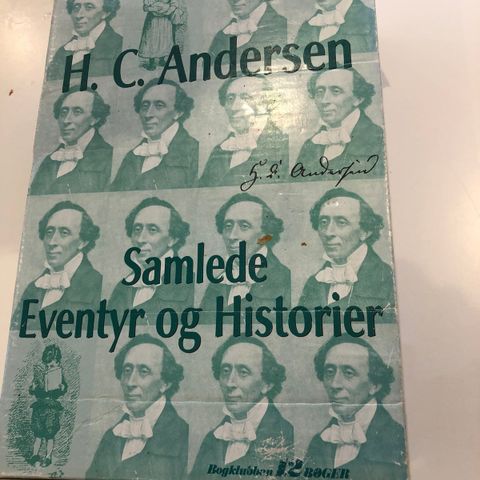 H. C. Andersen
H. C. Andersen
Samlede
Eventyr og Historier
Bogklubben 12 BØGER